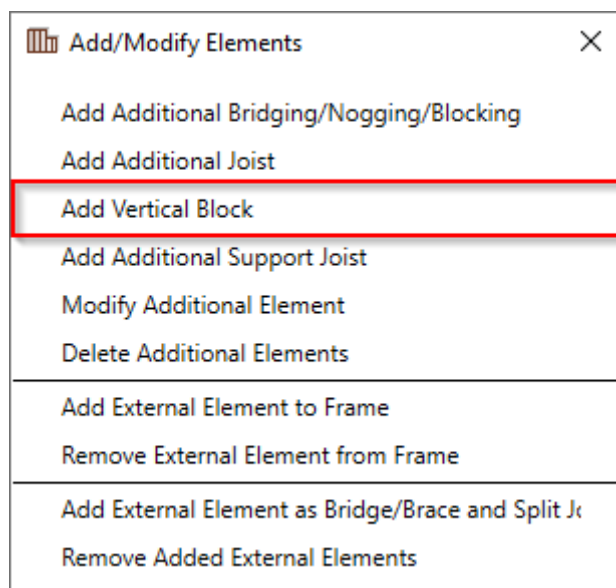 Add/Modify Elements
Add Additional Bridging/Nogging/Blocking
Add Additional Joist
Add Vertical Block
Add Additional Support Joist
Modify Additional Element
Delete Additional Elements
Add External Element to Frame
Remove External Element from Frame
Add External Element as Bridge/Brace and Split
Remove Added External Elements